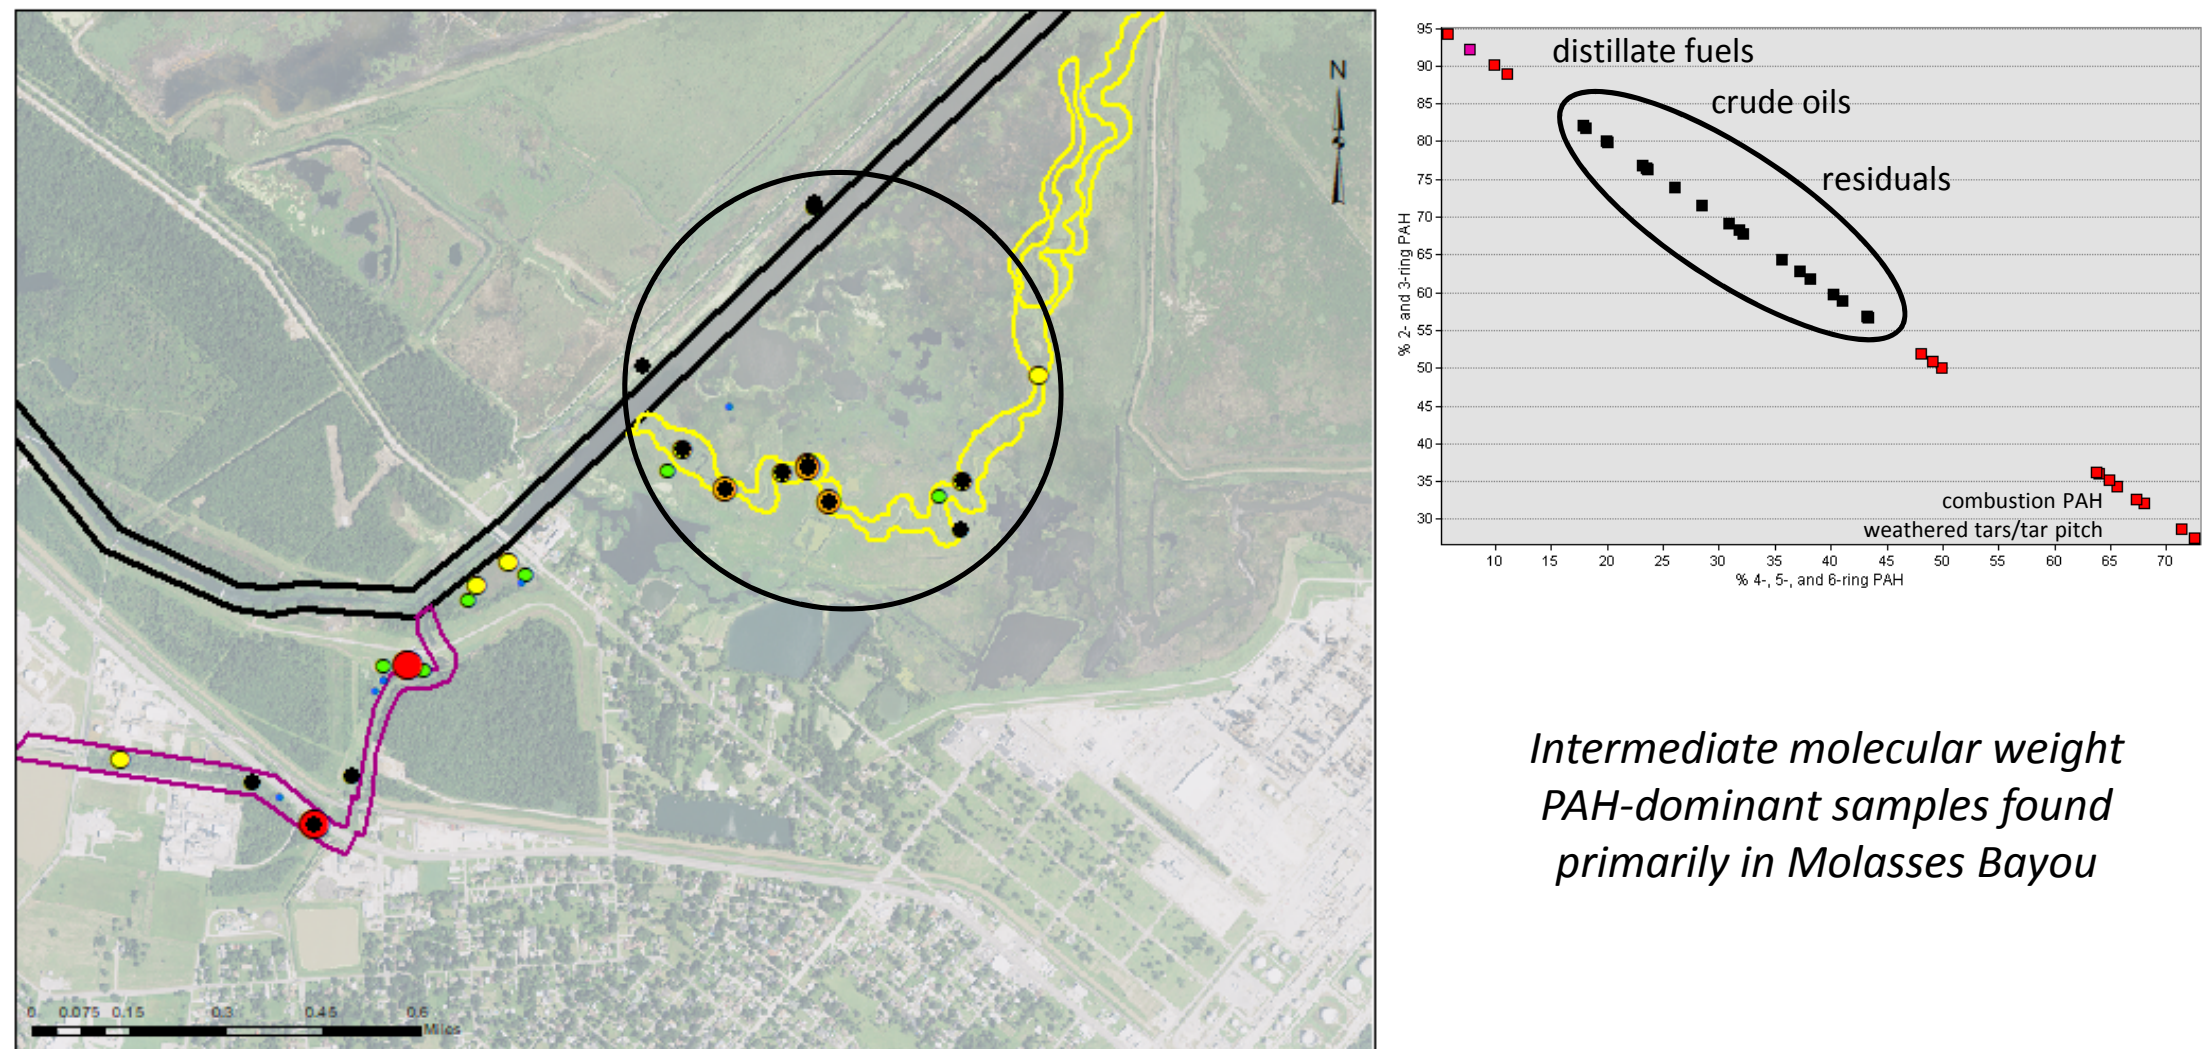 N
0 0.075 0.15 0.3 0.45 0.6
Miles
95
90
85
80
75
70
65
60
55
50
45
40
35
30
% 2- and 3-ring PAH
distillate fuels
crude oils
residuals
combustion PAH
weathered tars/tar pitch
10 15 20 25 30 35 40 45 50 55 60 65 70
% 4-, 5-, and 6-ring PAH
Intermediate molecular weight
PAH-dominant samples found
primarily in Molasses Bayou